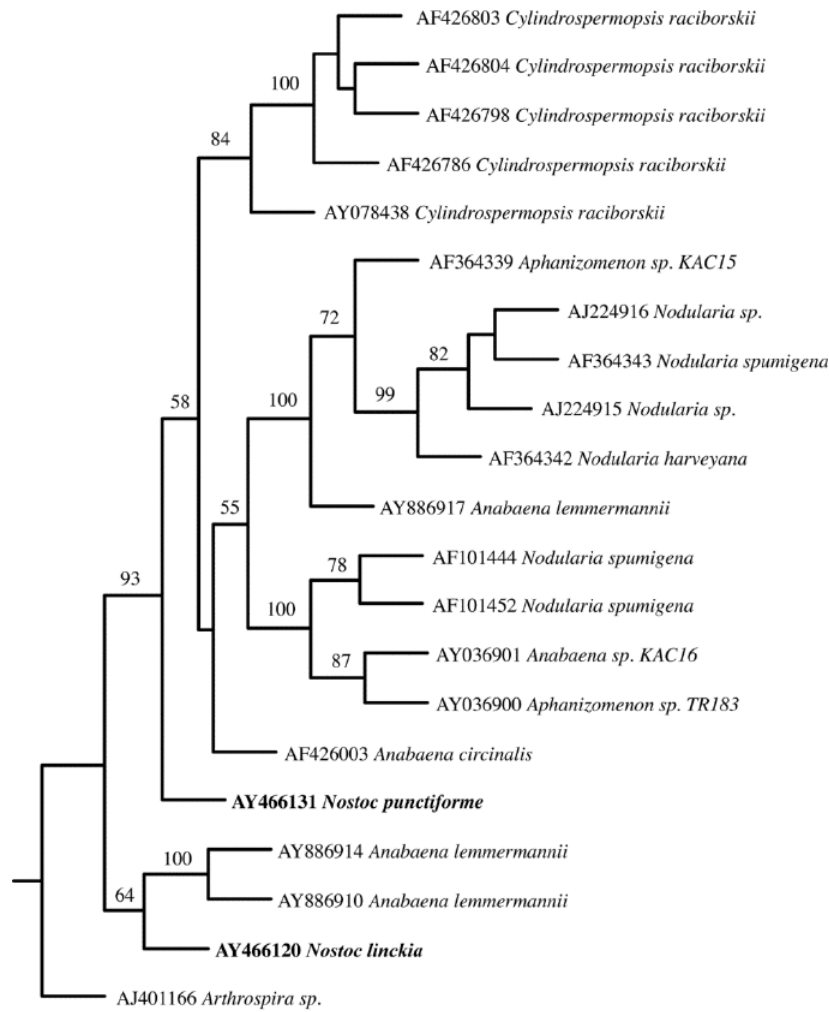 AF426803 Cylindrospermopsis raciborskii
AF426804 Cylindrospermopsis raciborskii
100
AF426798 Cylindrospermopsis raciborskii
84
AF426786 Cylindrospermopsis raciborskii
AY078438 Cylindrospermopsis raciborskii
AF364339 Aphanizomenon sp. KAC15
AJ224916 Nodularia sp.
72
82
AF364343 Nodularia spumigena
99
100
58
AJ224915 Nodularia sp.
AF364342 Nodularia harveyana
55
AY886917 Anabaena lemmermannii
AF101444 Nodularia spumigena
78
93
AF101452 Nodularia spumigena
100
AY036901 Anabaena sp. KAC16
87
AY036900 Aphanizomenon sp. TR183
AF426003 Anabaena circinalis
AY466131 Nostoc punctiforme
AY886914 Anabaena lemmermannii
100
AY886910 Anabaena lemmermannii
64
AY466120 Nostoc linckia
AJ401166 Arthrospira sp.